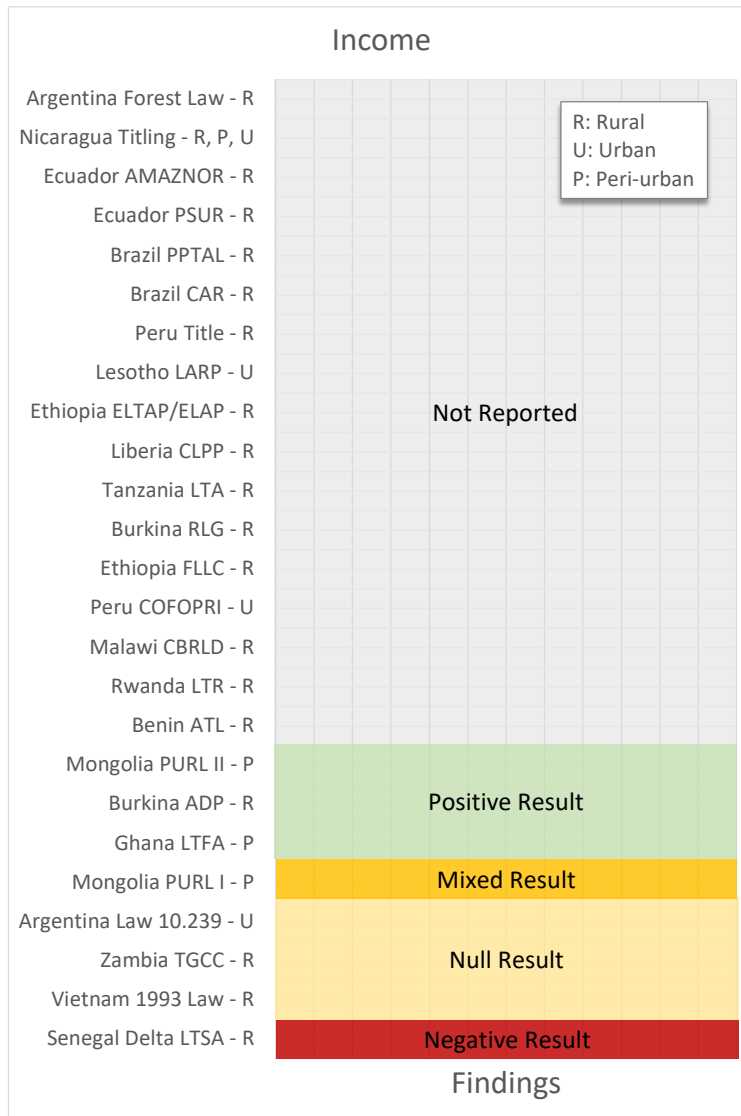 Income
Argentina Forest Law - R
Nicaragua Titling - R, P, U
Ecuador AMAZNOR - R
Ecuador PSUR - R
Brazil PPTAL - R
Brazil CAR - R
Peru Title - R
Lesotho LARP - U
Ethiopia ELTAP/ELAP - R
Liberia CLPP - R
Tanzania LTA - R
Burkina RLG - R
Ethiopia FLLC - R
Peru COFOPRI - U
Malawi CBRLD - R
Rwanda LTR - R
Benin ATL - R
Mongolia PURL II - P
Burkina ADP - R
Ghana LTFA - P
Mongolia PURL I - P
Argentina Law 10.239 - U
Zambia TGCC - R
Vietnam 1993 Law - R
Senegal Delta LTSA - R
R: Rural
U: Urban
P: Peri-urban
Not Reported
Positive Result
Mixed Result
Null Result
Negative Result
Findings